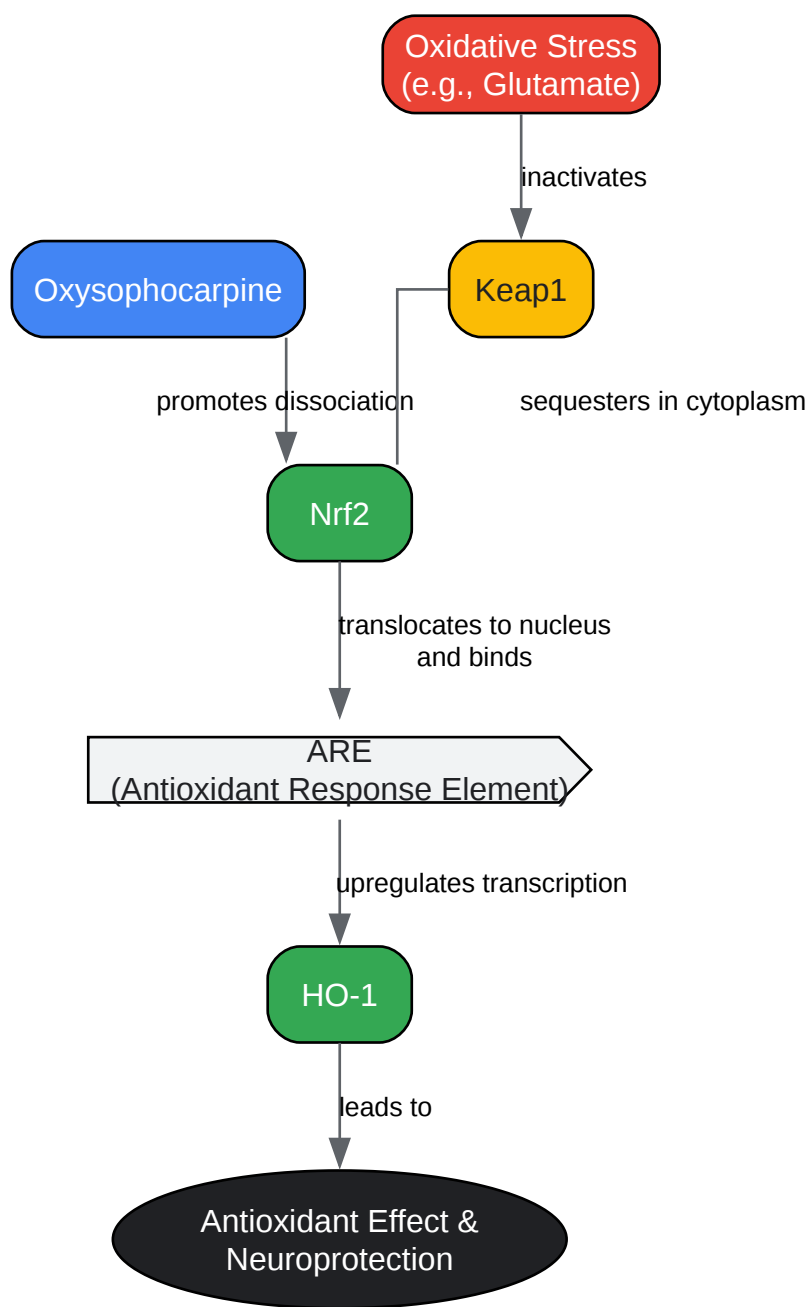 Oxidative Stress
(e.g., Glutamate)
inactivates
Oxysophocarpine
Keap1
promotes dissociation
sequesters in cytoplasm
Nrf2
translocates to nucleus
and binds
ARE
(Antioxidant Response Element)
upregulates transcription
HO-1
leads to
Antioxidant Effect &
Neuroprotection